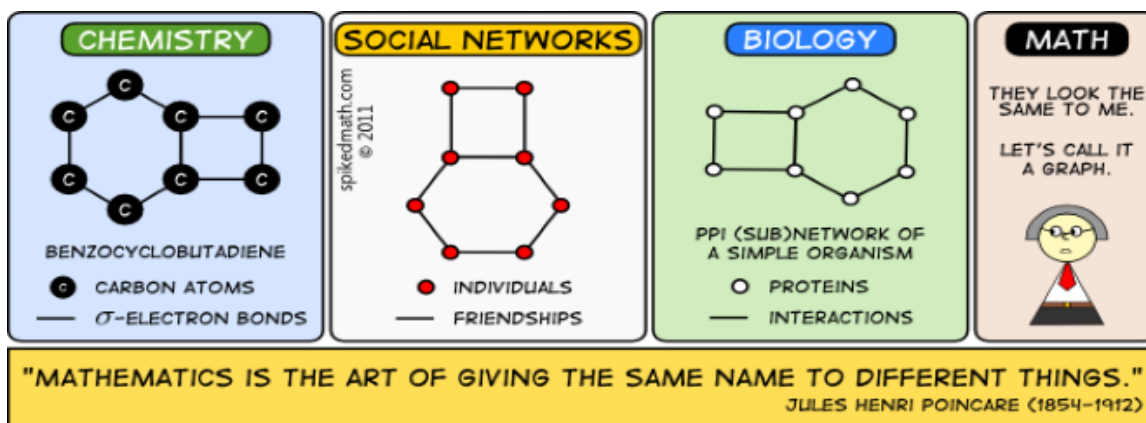 CHEMISTRY
C
C
C
C
C
C
C
C
BENZOCYCLOBUTADIENE
C CARBON ATOMS
σ-ELECTRON BONDS
SOCIAL NETWORKS
spikedmath.com
© 2011
INDIVIDUALS
FRIENDSHIPS
BIOLOGY
PPI (SUB)NETWORK OF
A SIMPLE ORGANISM
PROTEINS
INTERACTIONS
MATH
THEY LOOK THE
SAME TO ME.
LET'S CALL IT
A GRAPH.
"MATHEMATICS IS THE ART OF GIVING THE SAME NAME TO DIFFERENT THINGS."
JULES HENRI POINCARE (1854-1912)